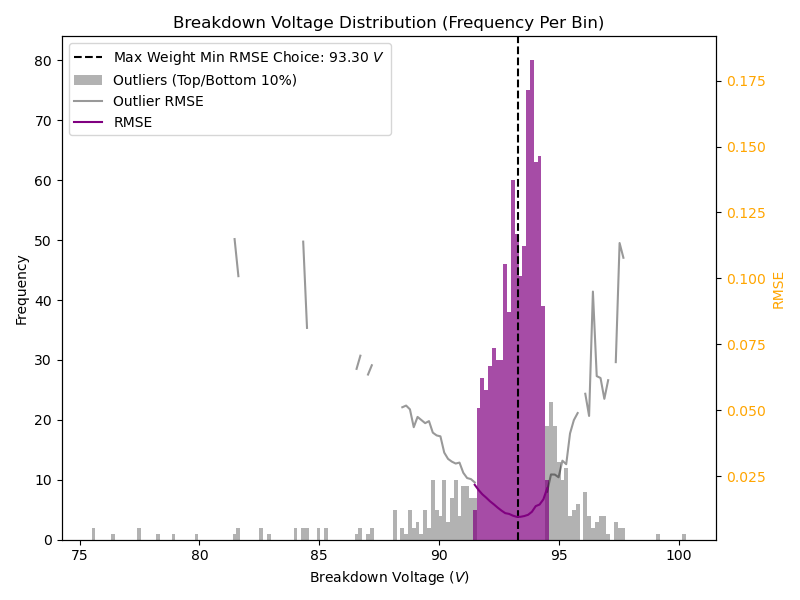 Breakdown Voltage Distribution (Frequency Per Bin)
Max Weight Min RMSE Choice: 93.30 V
Outliers (Top/Bottom 10%)
Outlier RMSE
RMSE
Frequency
80
70
60
50
40
30
20
10
0
75
80
85
90
95
100
Breakdown Voltage (V)
0.175
0.150
0.125
0.100
0.075
0.050
0.025
RMSE